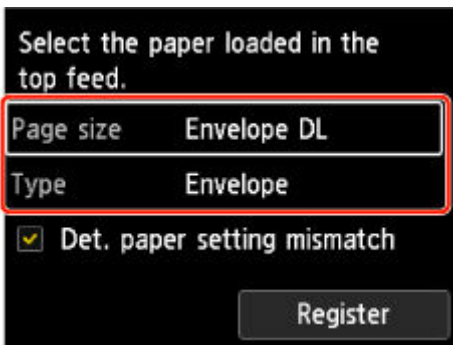 Select the paper loaded in the
top feed.
Page size Envelope DL
Type Envelope
Det. paper setting mismatch
Register